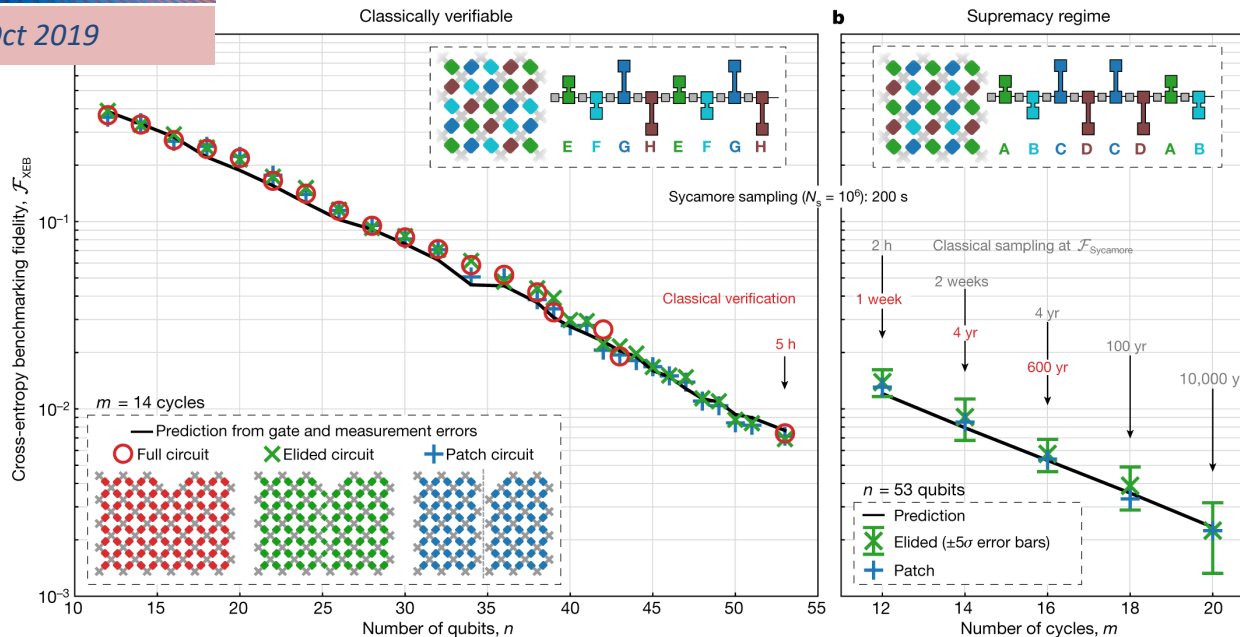 Oct 2019
Classically verifiable
b
Supremacy regime
E F G H E F G H
A B C D C D A B
Sycamore sampling (Nₛ = 10⁶): 200 s
Cross-entropy benchmarking fidelity, ℱXEB
10⁻¹
10⁻²
10⁻³
Classical verification
5 h
2 h
Classical sampling at ℱSycamore
1 week
2 weeks
4 yr
4 yr
600 yr
100 yr
10,000 y
m = 14 cycles
Prediction from gate and measurement errors
Full circuit
Elided circuit
Patch circuit
n = 53 qubits
Prediction
Elided (±5σ error bars)
Patch
10 15 20 25 30 35 40 45 50 55
12 14 16 18 20
Number of qubits, n
Number of cycles, m